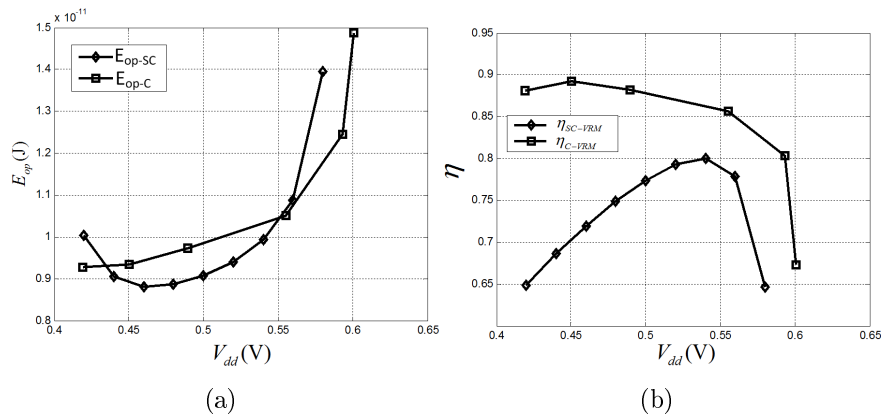 x 10⁻¹¹
1.5
1.4
1.3
1.2
1.1
1
0.9
0.8
E_op (J)
E_op-SC
E_op-C
0.4 0.45 0.5 0.55 0.6 0.65
V_dd (V)
(a)
0.95
0.9
0.85
0.8
0.75
0.7
0.65
η
η_SC-VRM
η_C-VRM
0.4 0.45 0.5 0.55 0.6 0.65
V_dd (V)
(b)